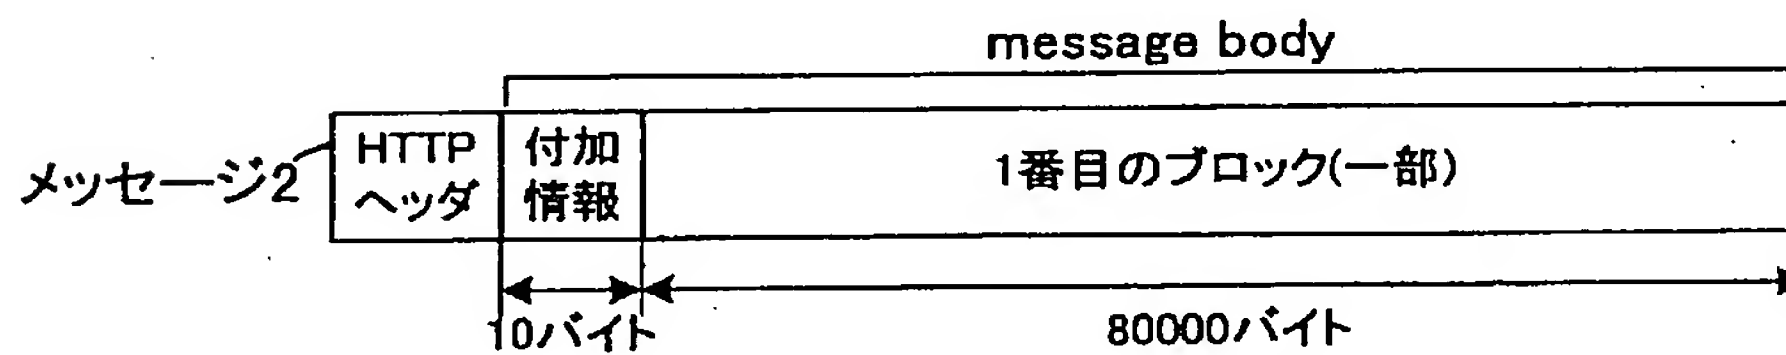 message body
メッセージ2
HTTP
ヘッダ
付加
情報
1番目のブロック(一部)
10バイト
80000バイト